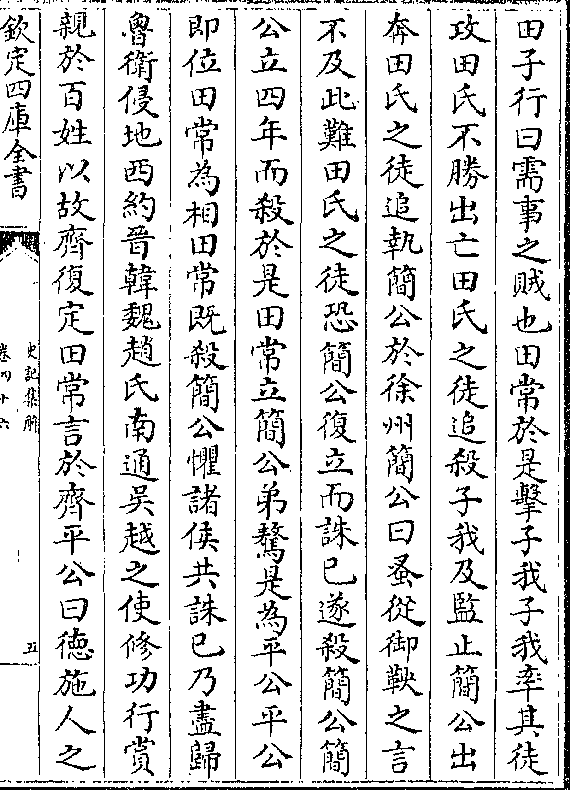 田子行曰需事之賊也田常於是擊子我子我率其徒
攻田氏不勝出亡田氏之徒追殺子我及監止簡公出
奔田氏之徒追執簡公於徐州簡公曰蚤從御鞅之言
不及此難田氏之徒恐簡公復立而誅已遂殺簡公簡
公立四年而殺於是田常立簡公弟驁是為平公平公
即位田常為相田常既殺簡公懼諸侯共誅已乃盡歸
魯衛侵地西約晉韓魏趙氏南通吳越之使修功行賞
親於百姓以故齊復定田常言於齊平公曰徳施人之
欽定四庫全書
史記集解
卷四十六
五